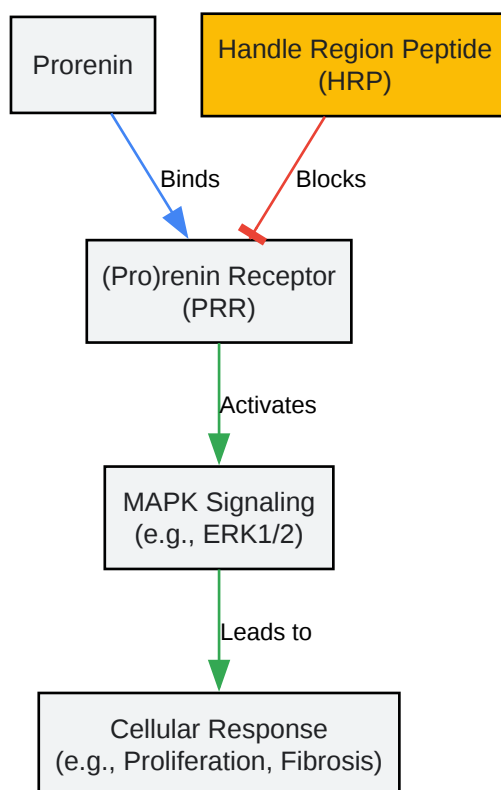 Prorenin
Handle Region Peptide
(HRP)
Binds
Blocks
(Pro)renin Receptor
(PRR)
Activates
MAPK Signaling
(e.g., ERK1/2)
Leads to
Cellular Response
(e.g., Proliferation, Fibrosis)